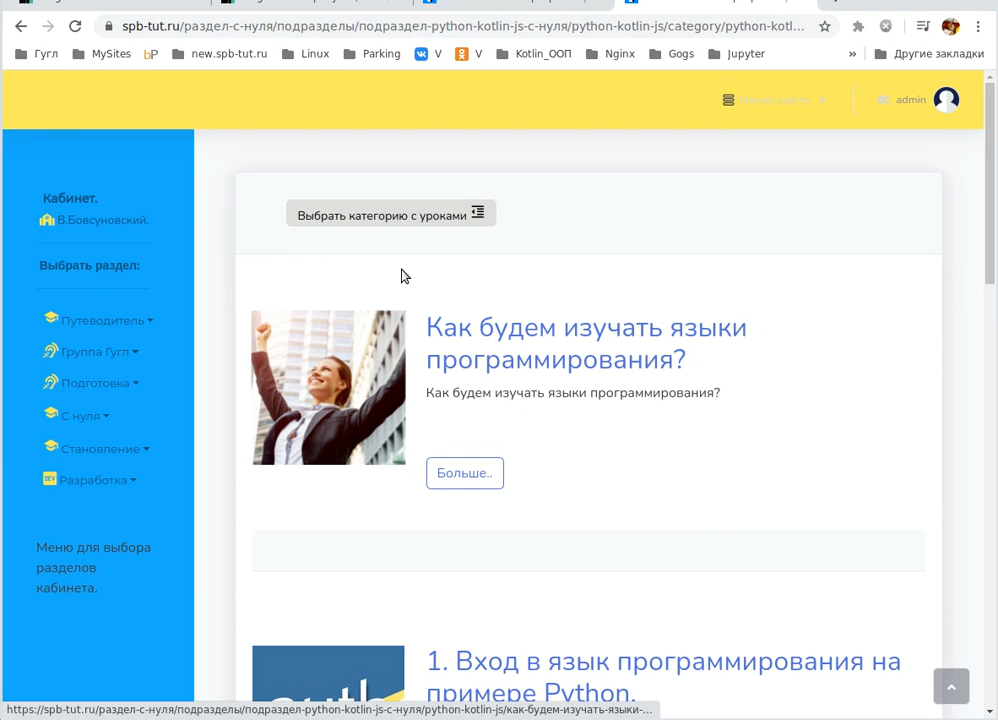 spb-tut.ru/раздел-с-нуля/подразделы/подраздел-python-kotlin-js-с-нуля/python-kotlin-js/category/python-kotl...
Гугл MySites bP new.spb-tut.ru Linux Parking V V Kotlin_ООП Nginx Gogs Jupyter » Другие закладки
Меню сайта admin
Кабинет.
В.Бовсуновский.
Выбрать раздел:
Путеводитель
Группа Гугл
Подготовка
С нуля
Становление
DEV Разработка
Меню для выбора
разделов
кабинета.
Выбрать категорию с уроками
Как будем изучать языки
программирования?
Как будем изучать языки программирования?
Больше..
1. Вход в язык программирования на
примере Python.
https://spb-tut.ru/раздел-с-нуля/подразделы/подраздел-python-kotlin-js-с-нуля/python-kotlin-js/как-будем-изучать-языки-...